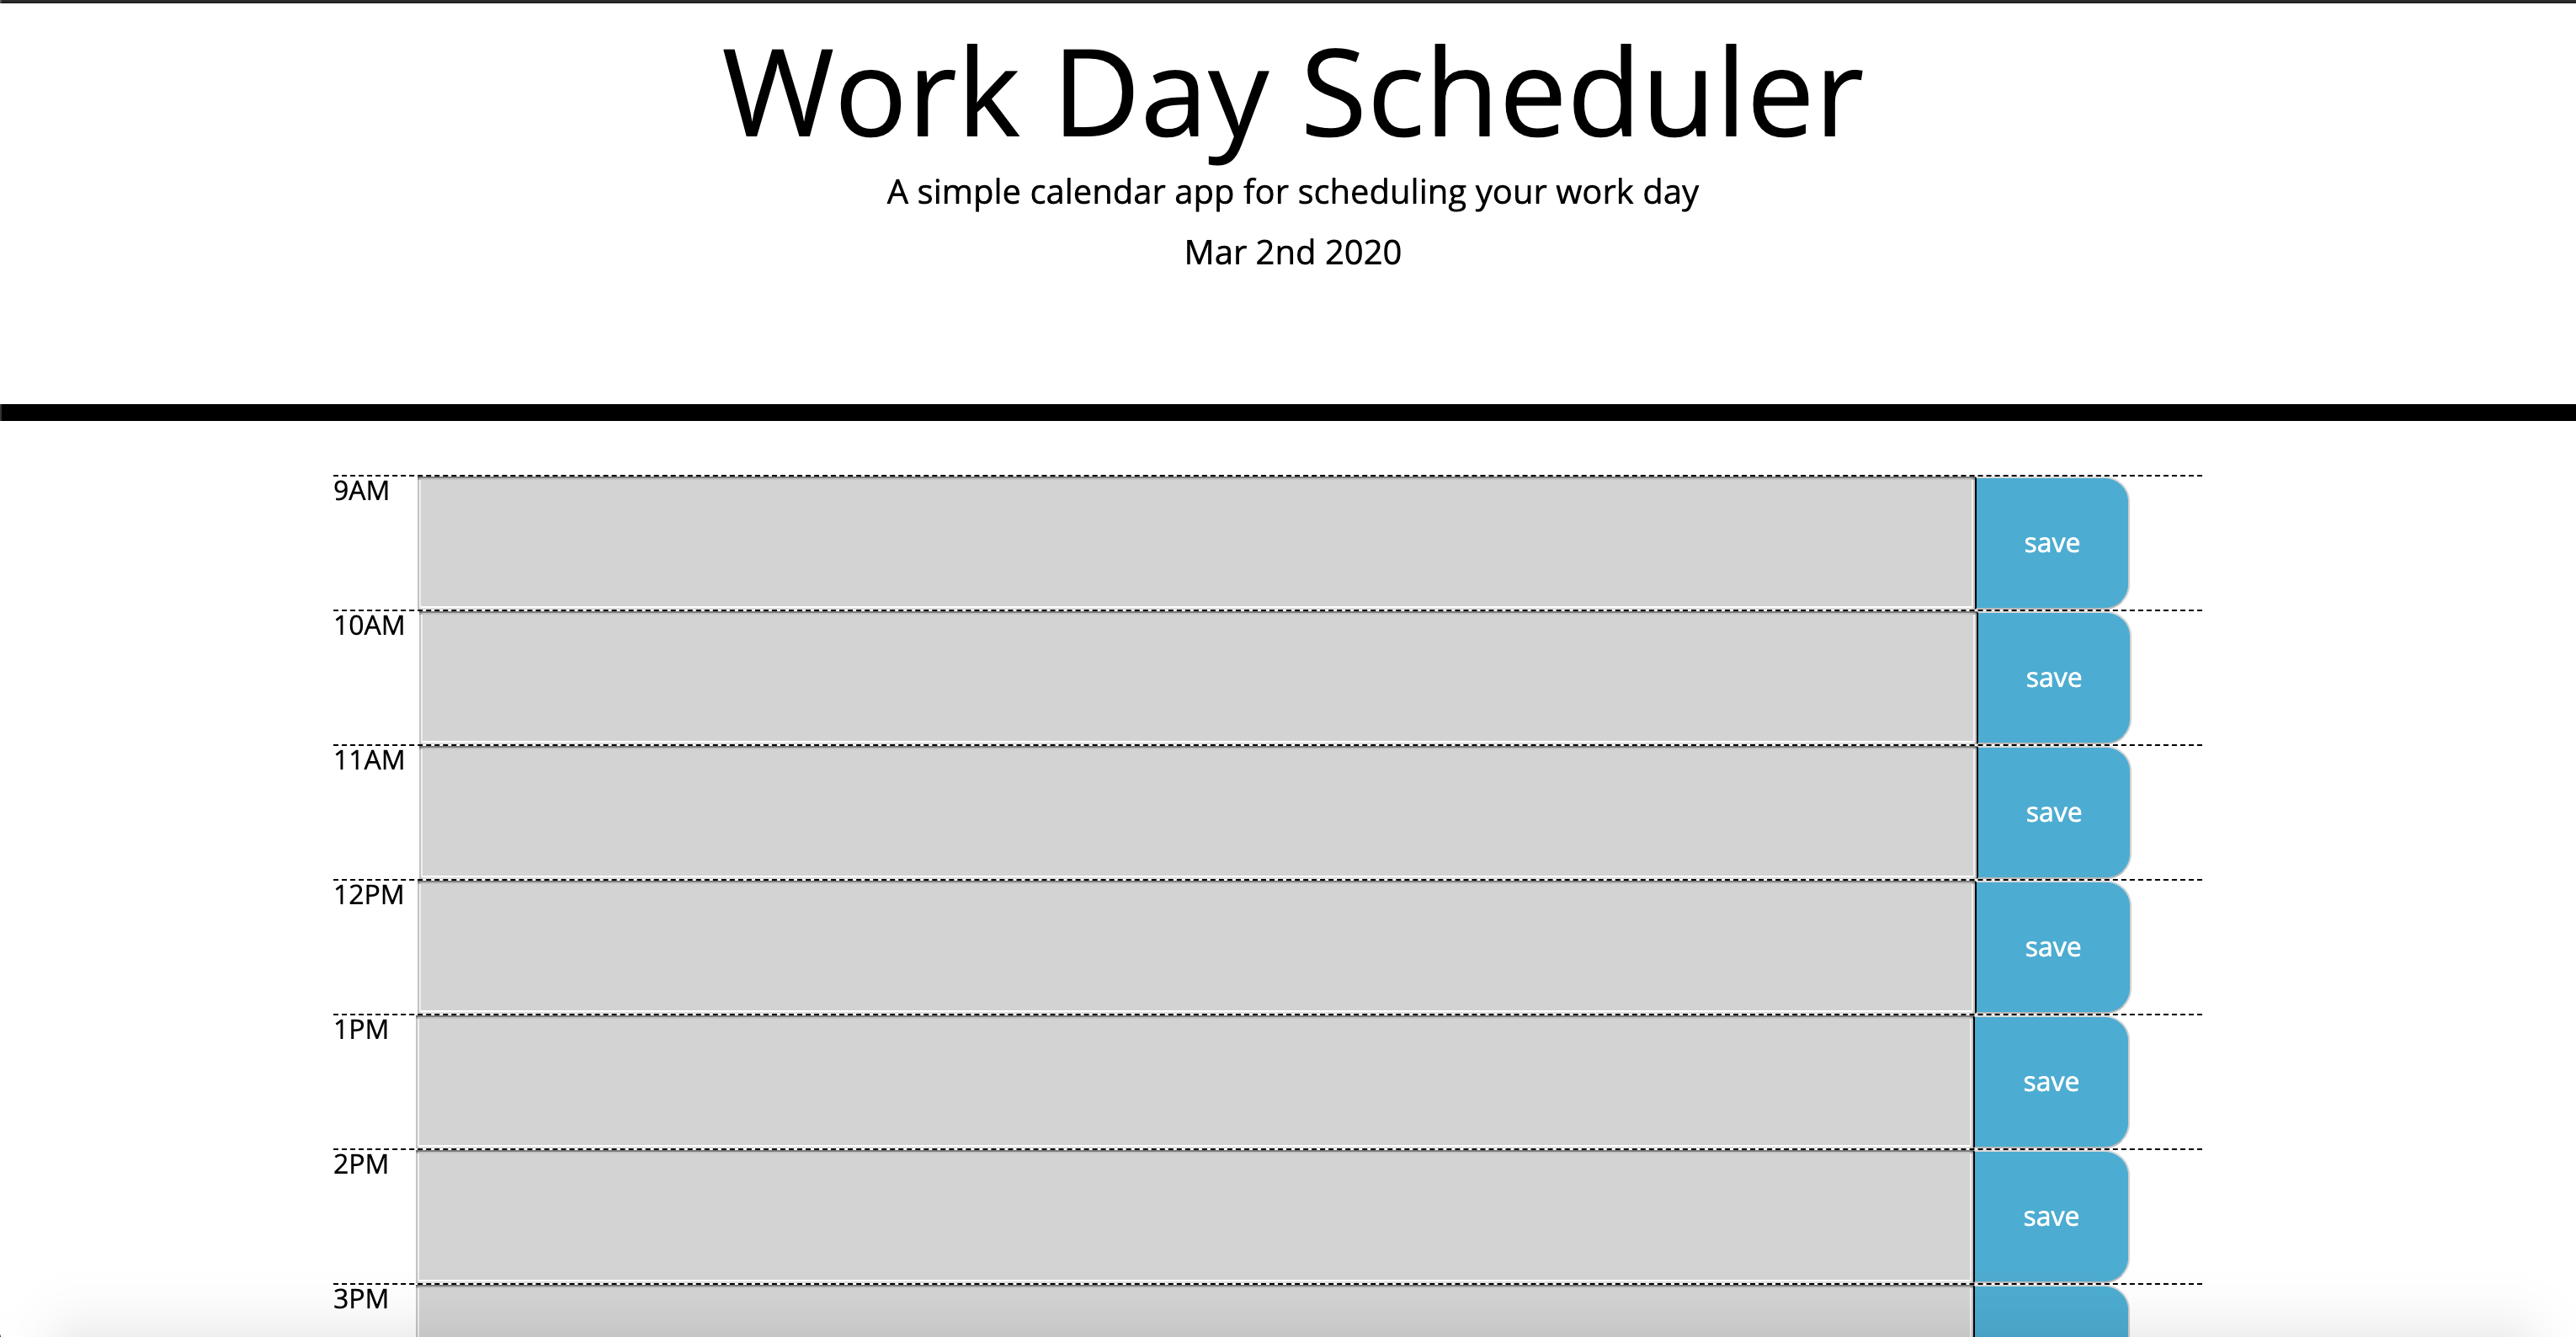 Work Day Scheduler
A simple calendar app for scheduling your work day
Mar 2nd 2020
9AM
save
10AM
save
11AM
save
12PM
save
1PM
save
2PM
save
3PM